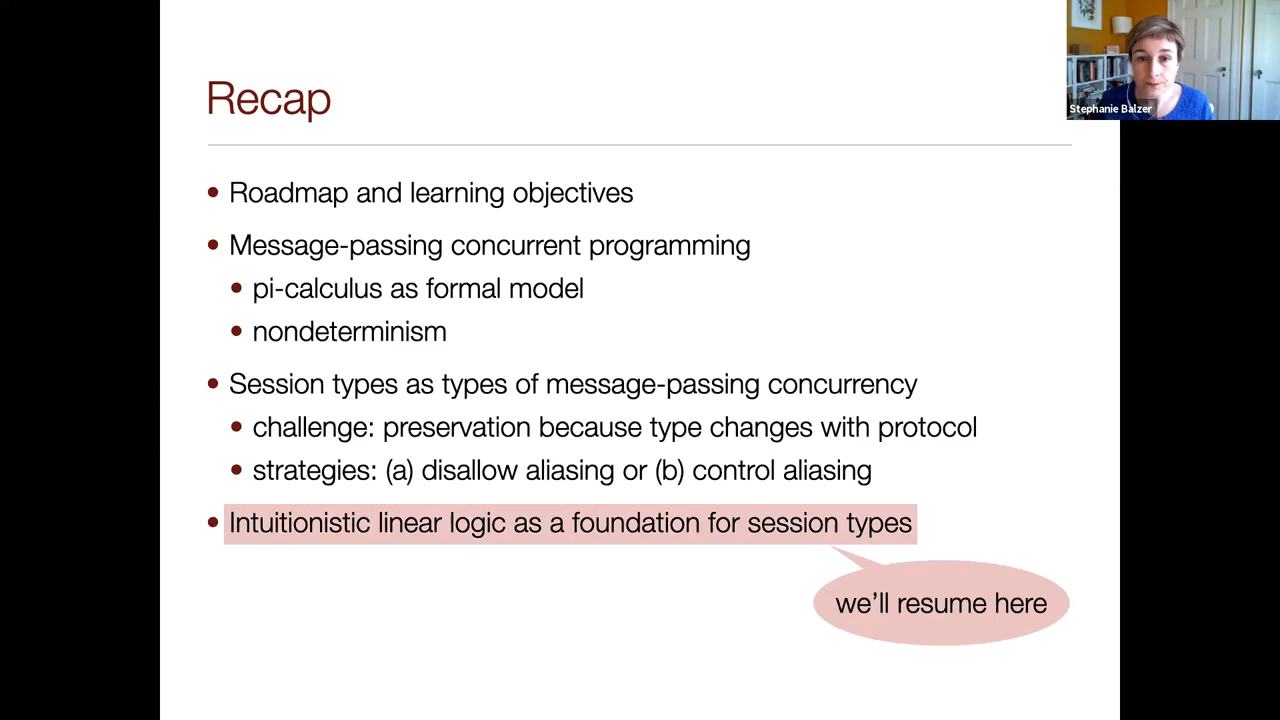 Stephanie Balzer
Recap
• Roadmap and learning objectives
• Message-passing concurrent programming
• pi-calculus as formal model
• nondeterminism
• Session types as types of message-passing concurrency
• challenge: preservation because type changes with protocol
• strategies: (a) disallow aliasing or (b) control aliasing
• Intuitionistic linear logic as a foundation for session types
we’ll resume here